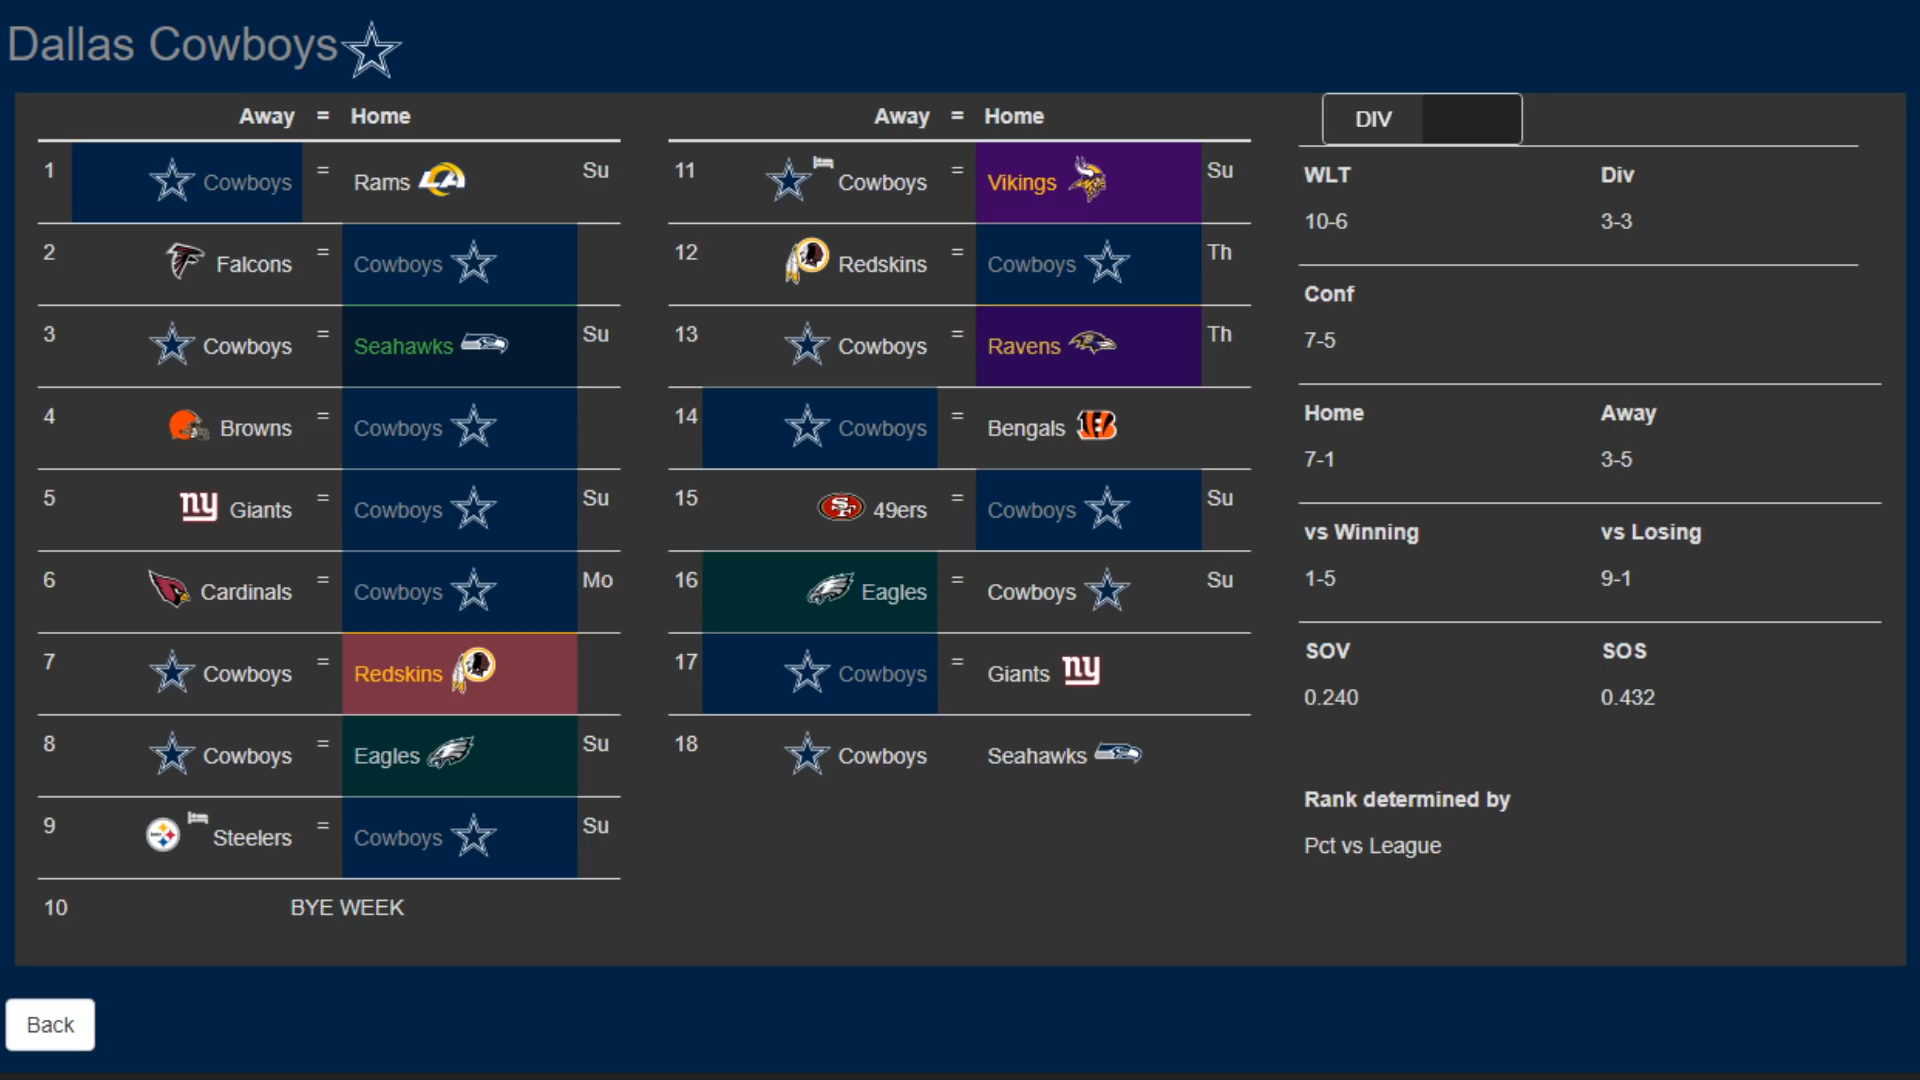 Dallas Cowboys
Away = Home
1 Cowboys = Rams Su
2 Falcons = Cowboys
3 Cowboys = Seahawks Su
4 Browns = Cowboys
5 ny Giants = Cowboys Su
6 Cardinals = Cowboys Mo
7 Cowboys = Redskins
8 Cowboys = Eagles Su
9 Steelers = Cowboys Su
10 BYE WEEK
Away = Home
11 Cowboys = Vikings Su
12 Redskins = Cowboys Th
13 Cowboys = Ravens Th
14 Cowboys = Bengals B
15 SF 49ers = Cowboys Su
16 Eagles = Cowboys Su
17 Cowboys = Giants ny
18 Cowboys Seahawks
DIV
WLT Div
10-6 3-3
Conf
7-5
Home Away
7-1 3-5
vs Winning vs Losing
1-5 9-1
SOV SOS
0.240 0.432
Rank determined by
Pct vs League
Back